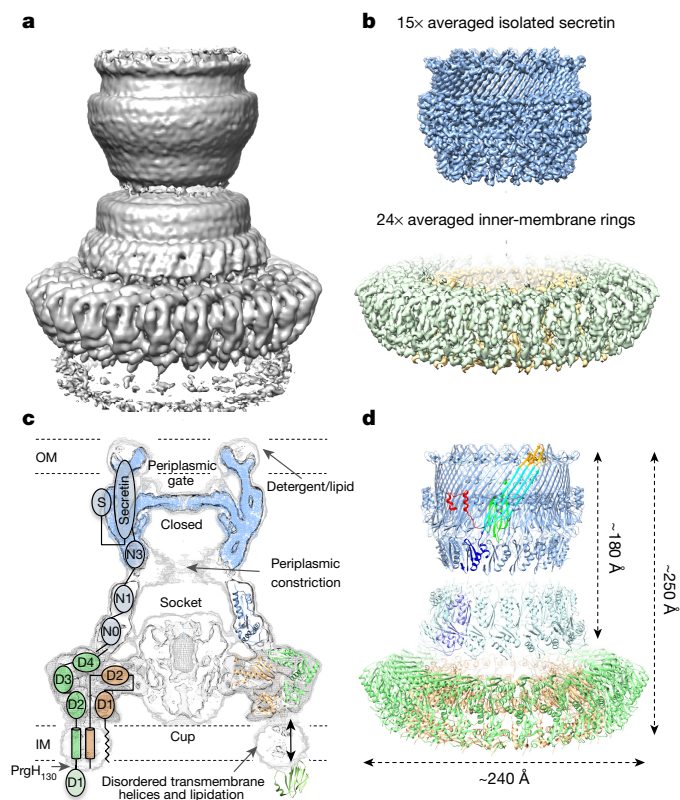 a
b
15× averaged isolated secretin
24× averaged inner-membrane rings
c
OM
Periplasmic
gate
Detergent/lipid
S
Secretin
Closed
N3
Periplasmic
constriction
N1
Socket
N0
D4
D3
D2
D2
D1
Cup
IM
PrgH130
D1
Disordered transmembrane
helices and lipidation
d
~180 Å
~250 Å
~240 Å